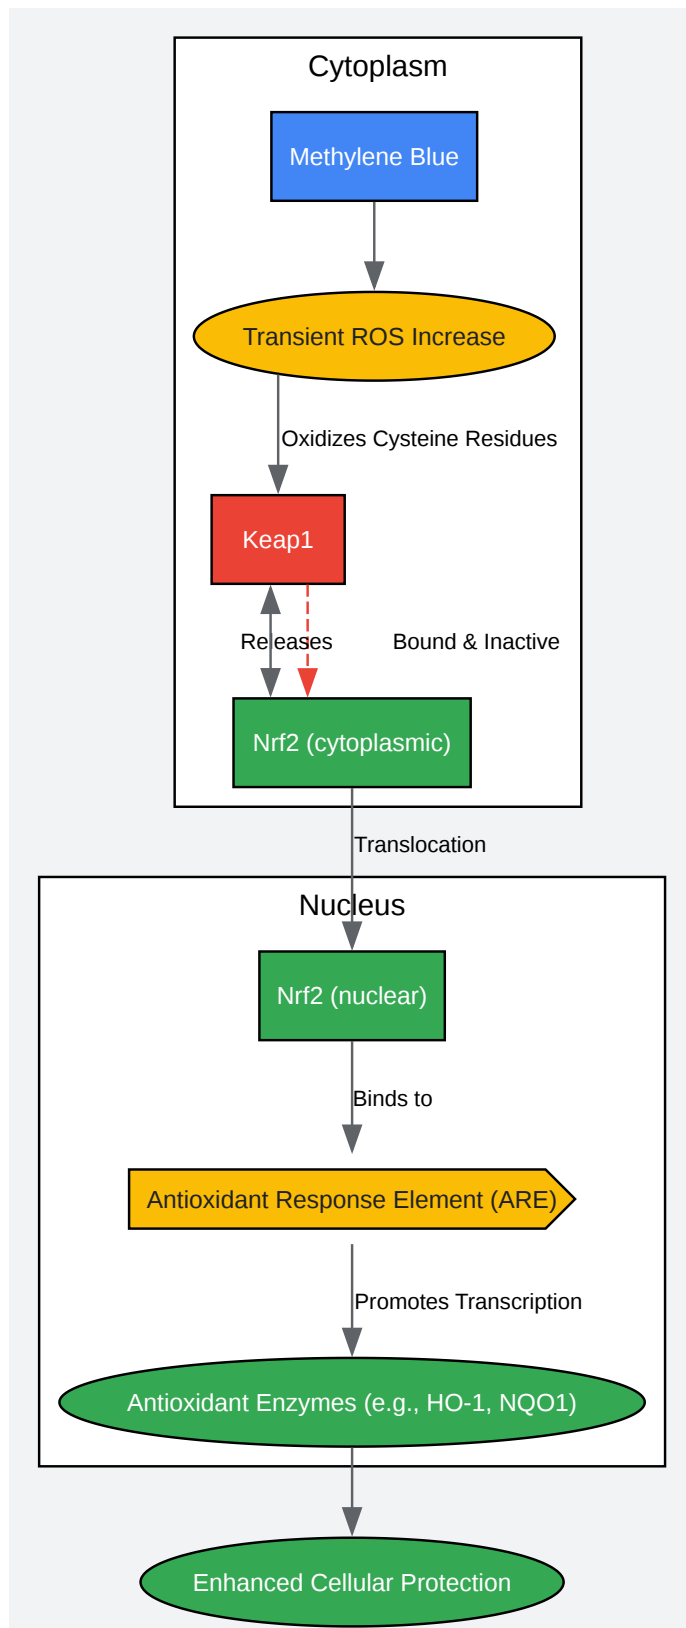 Cytoplasm
Methylene Blue
Transient ROS Increase
Oxidizes Cysteine Residues
Keap1
Releases
Bound & Inactive
Nrf2 (cytoplasmic)
Translocation
Nucleus
Nrf2 (nuclear)
Binds to
Antioxidant Response Element (ARE)
Promotes Transcription
Antioxidant Enzymes (e.g., HO-1, NQO1)
Enhanced Cellular Protection